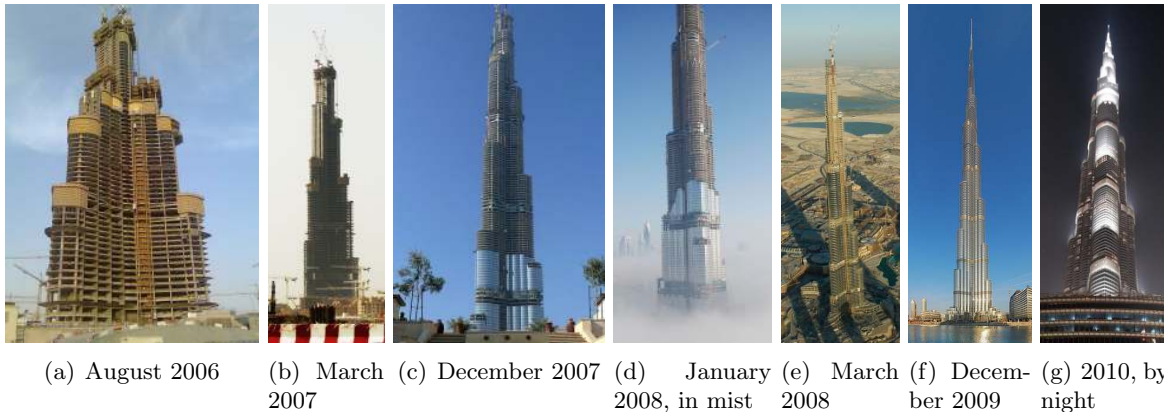 (a) August 2006
(b) March
2007
(c) December 2007
(d) January
2008, in mist
(e) March
2008
(f) Decem-
ber 2009
(g) 2010, by
night